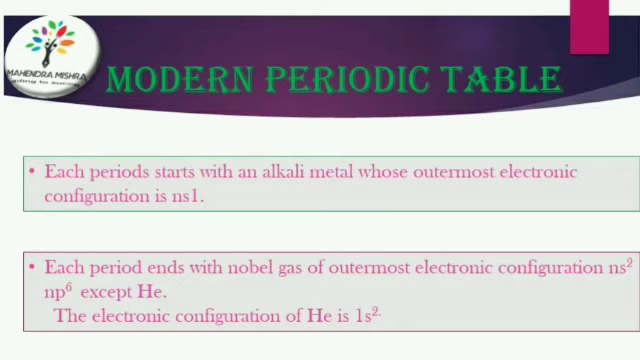 MAHENDRA MISHRA
MODERN PERIODIC TABLE
• Each periods starts with an alkali metal whose outermost electronic
configuration is ns1.
• Each period ends with nobel gas of outermost electronic configuration ns²
np⁶ except He.
The electronic configuration of He is 1s².